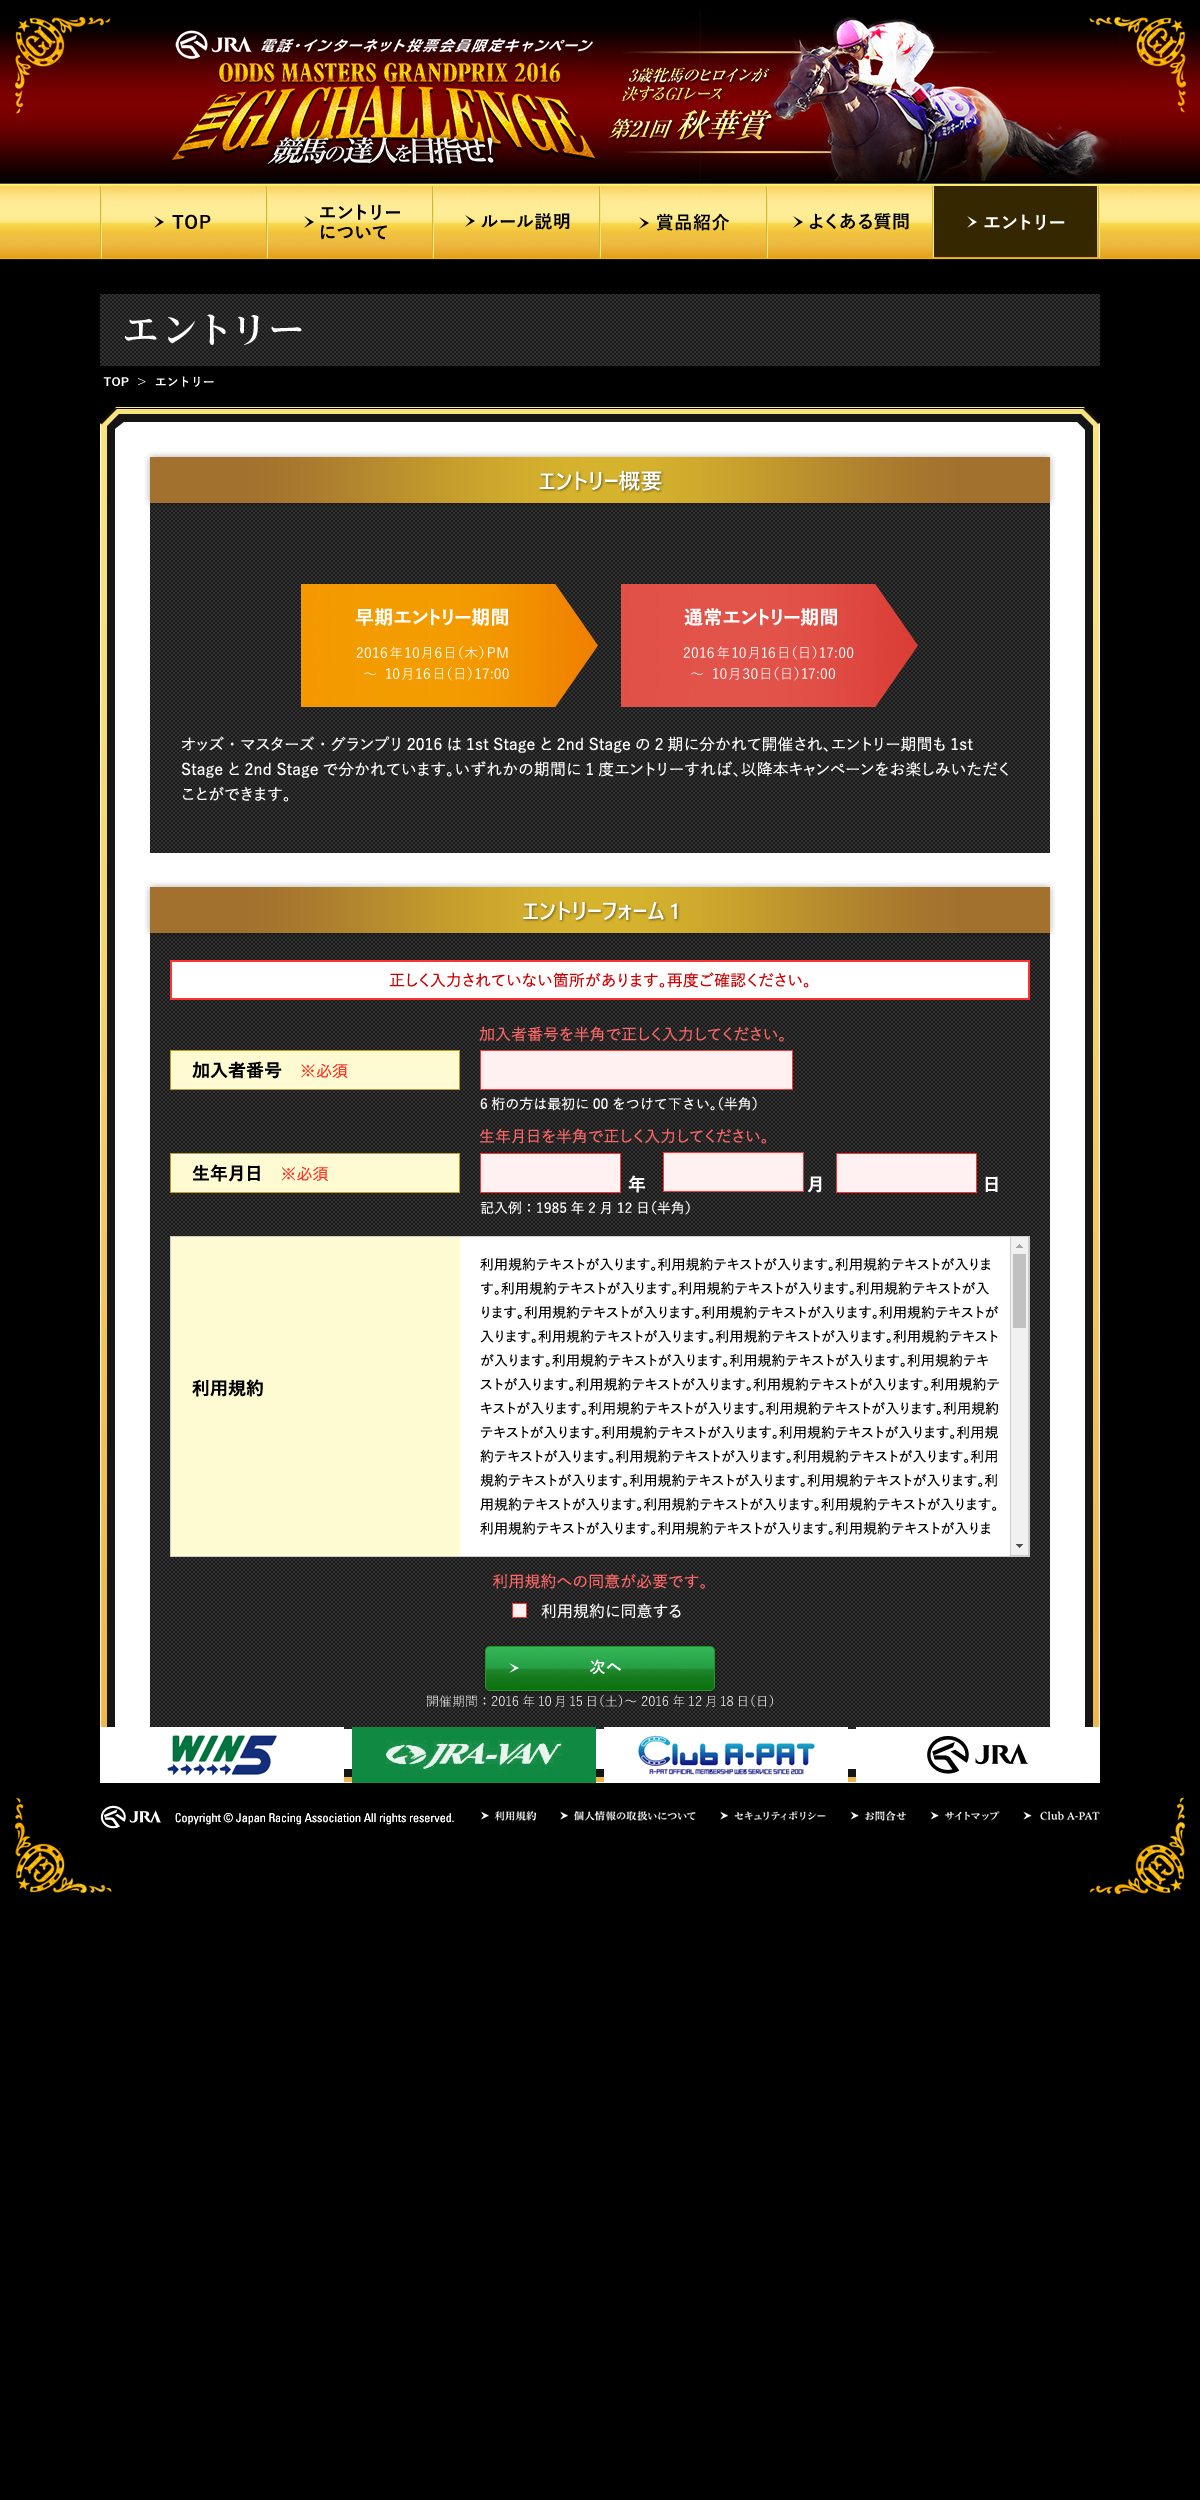 JRA 電話・インターネット投票会員限定キャンペーン
ODDS MASTERS GRANDPRIX 2016
THE GI CHALLENGE
競馬の達人を目指せ!
3歳牝馬のヒロインが
決するGIレース
第21回 秋華賞
TOP
エントリー
について
ルール説明
賞品紹介
よくある質問
エントリー
エントリー
TOP > エントリー
エントリー概要
早期エントリー期間
2016年10月6日(木)PM
～ 10月16日(日)17:00
通常エントリー期間
2016年10月16日(日)17:00
～ 10月30日(日)17:00
オッズ・マスターズ・グランプリ 2016 は 1st Stage と 2nd Stage の 2 期に分かれて開催され、エントリー期間も 1st
Stage と 2nd Stage で分かれています。いずれかの期間に 1 度エントリーすれば、以降本キャンペーンをお楽しみいただく
ことができます。
エントリーフォーム 1
正しく入力されていない箇所があります。再度ご確認ください。
加入者番号を半角で正しく入力してください。
加入者番号 ※必須
6 桁の方は最初に 00 をつけて下さい。(半角)
生年月日を半角で正しく入力してください。
生年月日 ※必須
年 月 日
記入例：1985 年 2 月 12 日(半角)
利用規約
利用規約テキストが入ります。利用規約テキストが入ります。利用規約テキストが入りま
す。利用規約テキストが入ります。利用規約テキストが入ります。利用規約テキストが入
ります。利用規約テキストが入ります。利用規約テキストが入ります。利用規約テキストが
入ります。利用規約テキストが入ります。利用規約テキストが入ります。利用規約テキスト
が入ります。利用規約テキストが入ります。利用規約テキストが入ります。利用規約テキ
ストが入ります。利用規約テキストが入ります。利用規約テキストが入ります。利用規約テ
キストが入ります。利用規約テキストが入ります。利用規約テキストが入ります。利用規約
テキストが入ります。利用規約テキストが入ります。利用規約テキストが入ります。利用規
約テキストが入ります。利用規約テキストが入ります。利用規約テキストが入ります。利用
規約テキストが入ります。利用規約テキストが入ります。利用規約テキストが入ります。利
用規約テキストが入ります。利用規約テキストが入ります。利用規約テキストが入ります。
利用規約テキストが入ります。利用規約テキストが入ります。利用規約テキストが入りま
利用規約への同意が必要です。
利用規約に同意する
次へ
開催期間：2016 年 10 月 15 日(土)～ 2016 年 12 月 18 日(日)
WIN5
JRA-VAN
Club A-PAT
A-PAT OFFICIAL MEMBERSHIP WEB SERVICE SINCE 2001
JRA
JRA Copyright © Japan Racing Association All rights reserved.
利用規約
個人情報の取扱いについて
セキュリティポリシー
お問合せ
サイトマップ
Club A-PAT